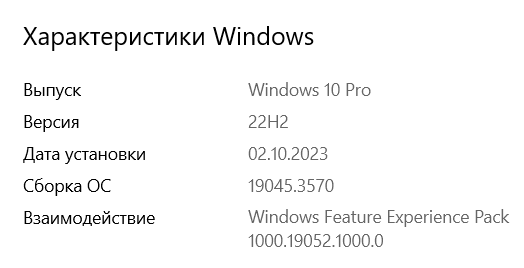 Характеристики Windows
Выпуск Windows 10 Pro
Версия 22H2
Дата установки 02.10.2023
Сборка ОС 19045.3570
Взаимодействие Windows Feature Experience Pack
1000.19052.1000.0